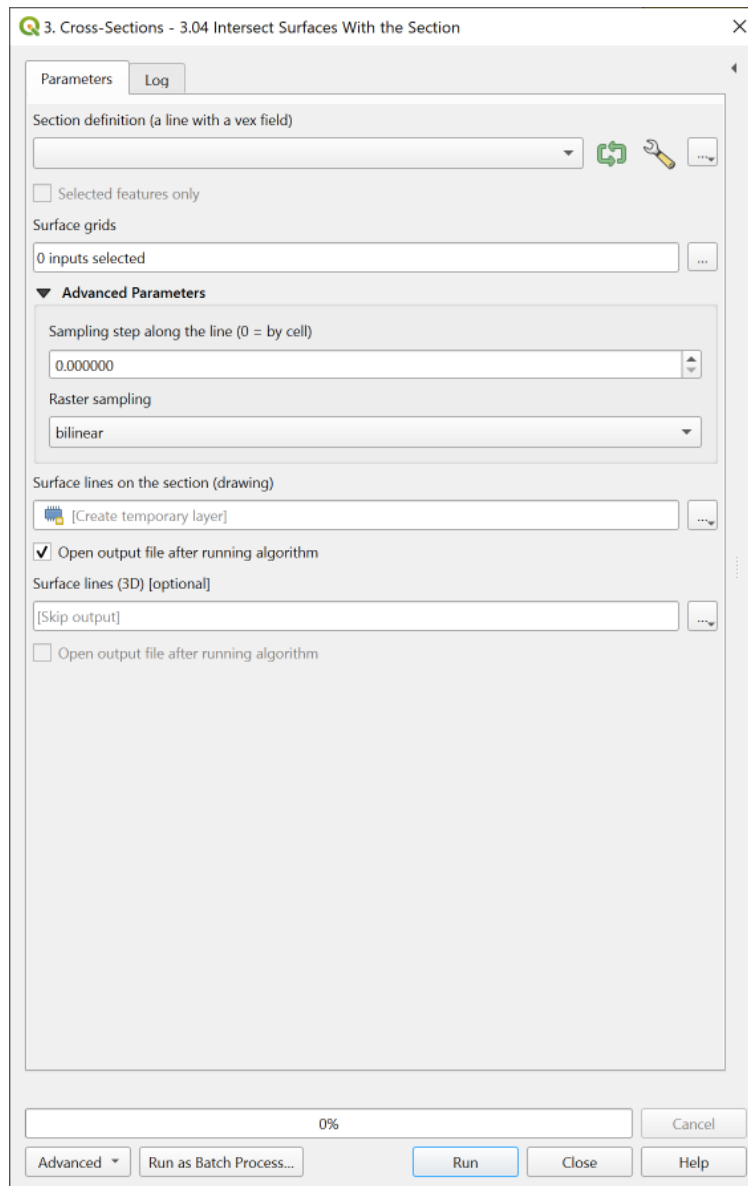 3. Cross-Sections - 3.04 Intersect Surfaces With the Section
Parameters
Log
Section definition (a line with a vex field)
...
Selected features only
Surface grids
0 inputs selected
...
Advanced Parameters
Sampling step along the line (0 = by cell)
0.000000
Raster sampling
bilinear
Surface lines on the section (drawing)
[Create temporary layer]
...
Open output file after running algorithm
Surface lines (3D) [optional]
[Skip output]
...
Open output file after running algorithm
0%
Cancel
Advanced
Run as Batch Process...
Run
Close
Help